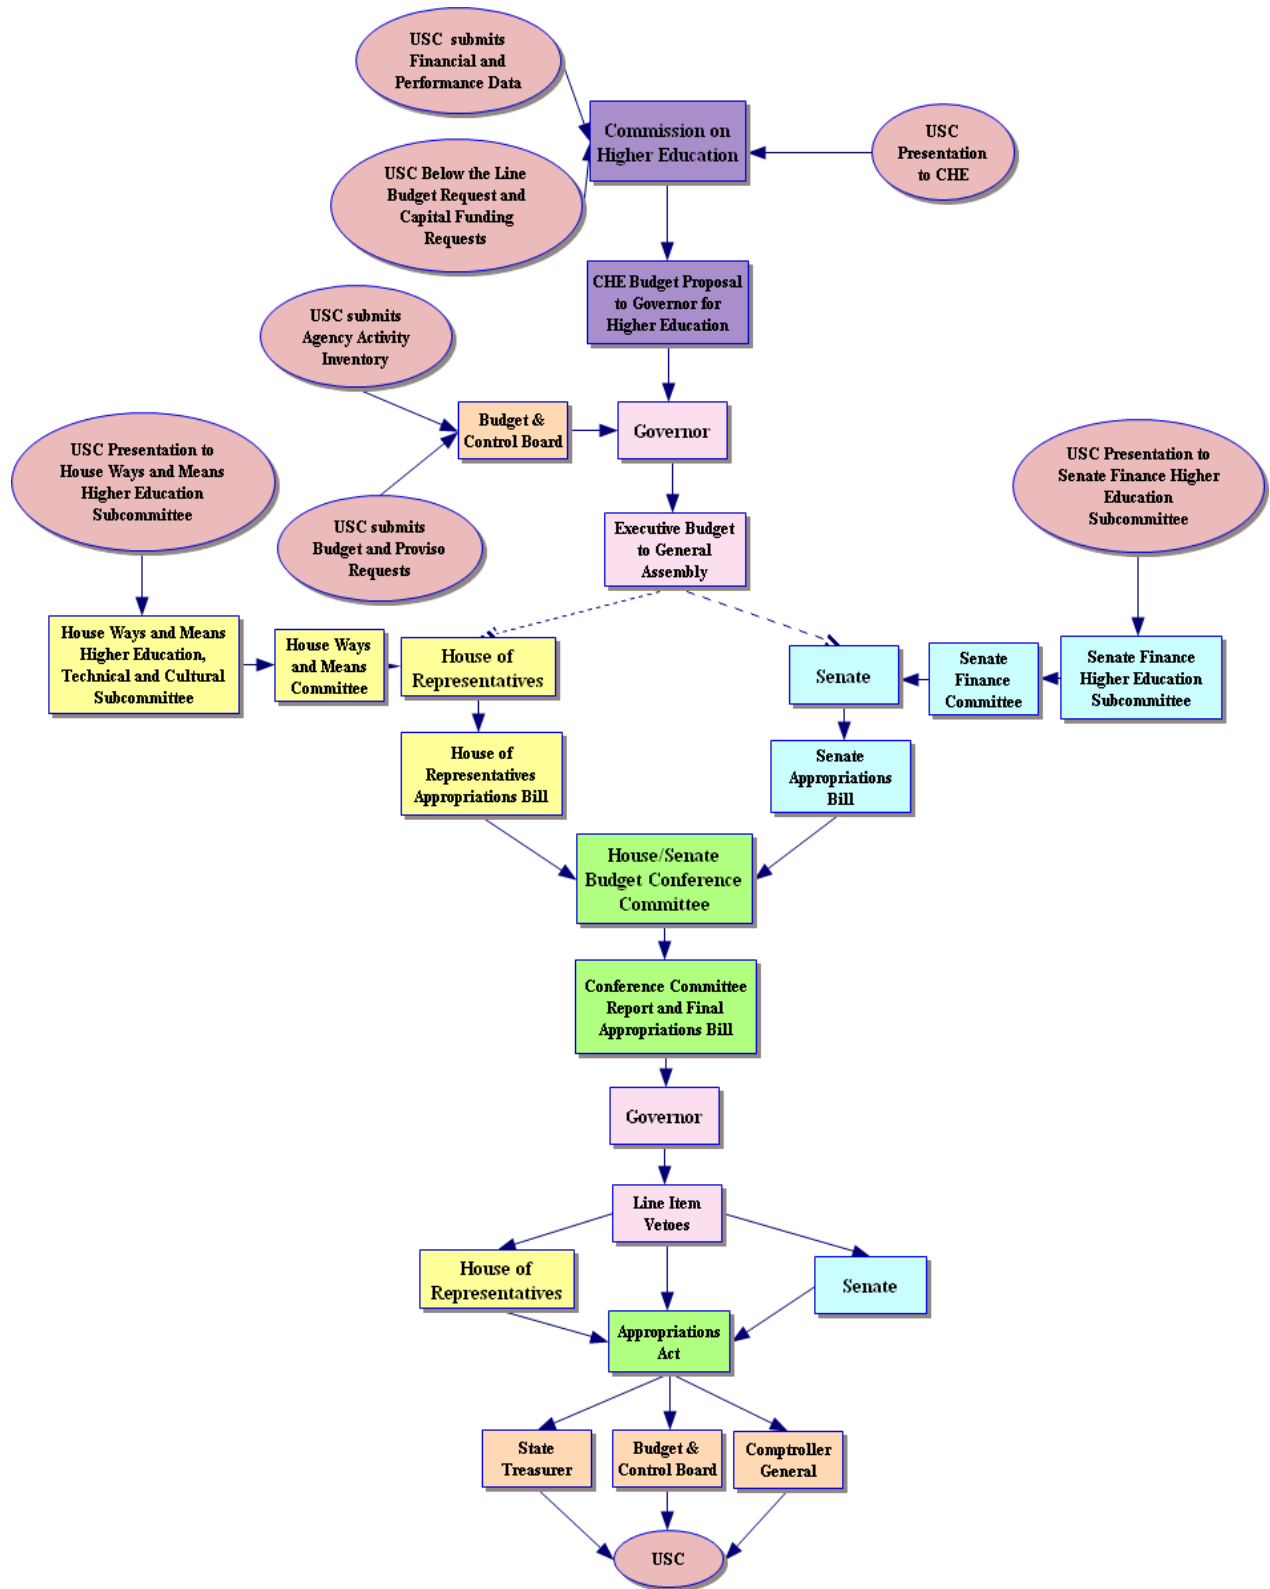 USC submits
Financial and
Performance Data
Commission on
Higher Education
USC
Presentation
to CHE
USC Below the Line
Budget Request and
Capital Funding
Requests
CHE Budget Proposal
to Governor for
Higher Education
USC submits
Agency Activity
Inventory
Budget &
Control Board
Governor
USC Presentation to
House Ways and Means
Higher Education
Subcommittee
USC Presentation to
Senate Finance Higher
Education
Subcommittee
USC submits
Budget and Proviso
Requests
Executive Budget
to General
Assembly
House Ways and Means
Higher Education,
Technical and Cultural
Subcommittee
House Ways
and Means
Committee
House of
Representatives
Senate
Senate
Finance
Committee
Senate Finance
Higher Education
Subcommittee
House of
Representatives
Appropriations Bill
Senate
Appropriations
Bill
House/Senate
Budget Conference
Committee
Conference Committee
Report and Final
Appropriations Bill
Governor
Line Item
Vetoes
House of
Representatives
Senate
Appropriations
Act
State
Treasurer
Budget &
Control Board
Comptroller
General
USC